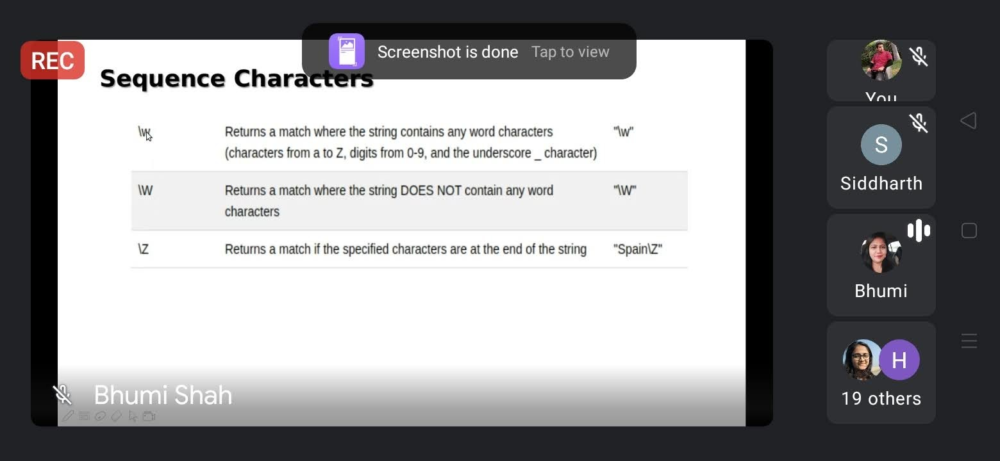 REC
Screenshot is done Tap to view
Sequence Characters
\w Returns a match where the string contains any word characters "\w"
(characters from a to Z, digits from 0-9, and the underscore _ character)
\W Returns a match where the string DOES NOT contain any word "\W"
characters
\Z Returns a match if the specified characters are at the end of the string "Spain\Z"
Bhumi Shah
You
S
Siddharth
Bhumi
H
19 others